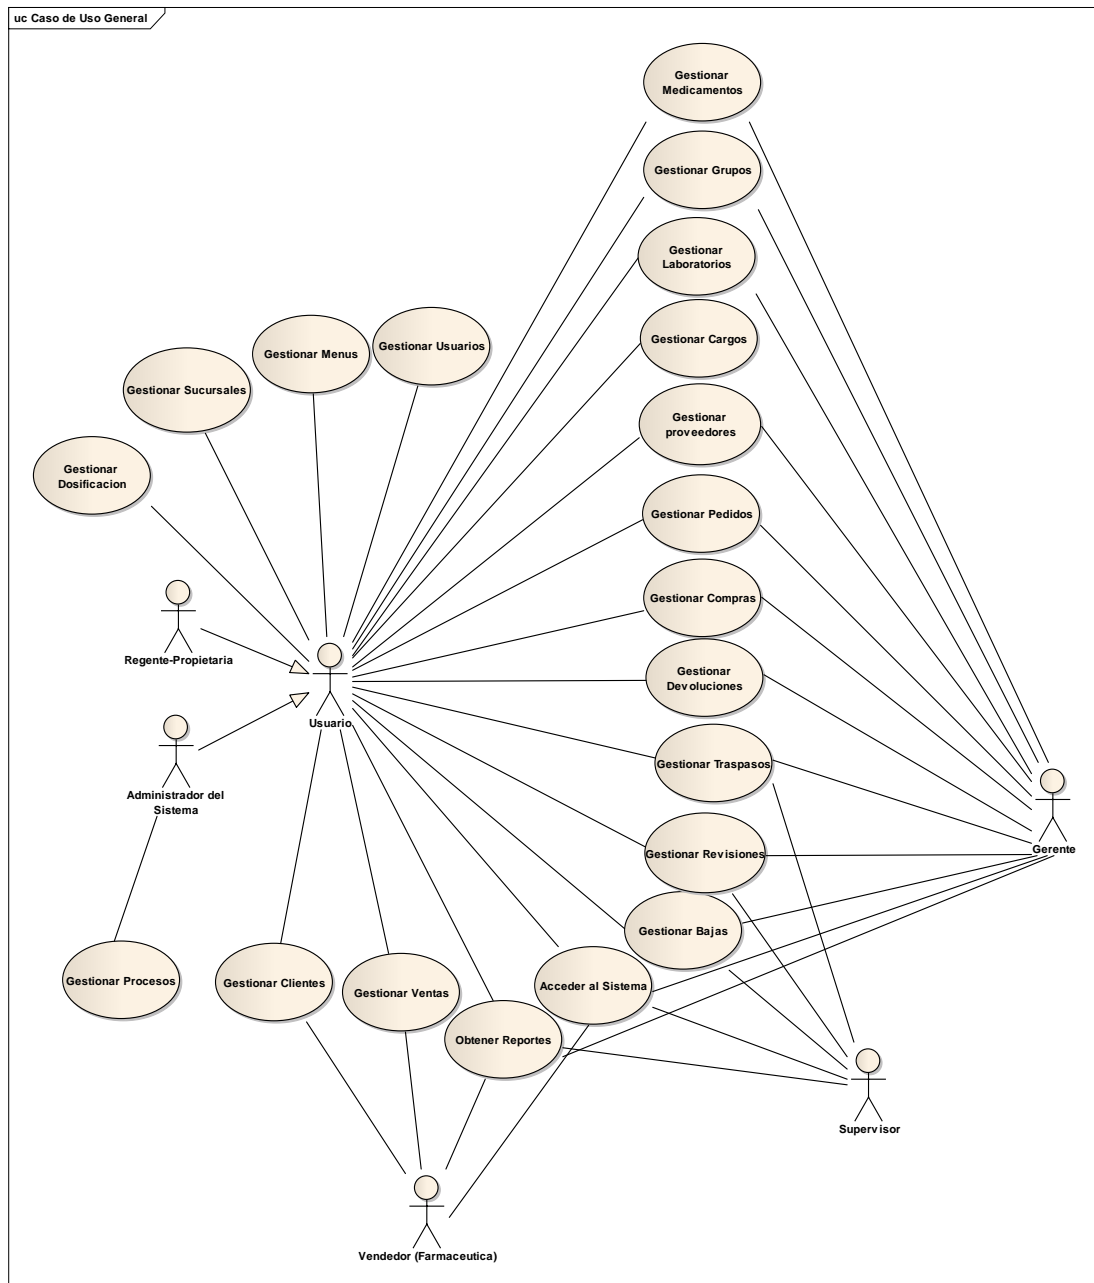 uc Caso de Uso General
Gestionar
Medicamentos
Gestionar Grupos
Gestionar
Laboratorios
Gestionar Cargos
Gestionar Usuarios
Gestionar Menus
Gestionar Sucursales
Gestionar
proveedores
Gestionar
Dosificacion
Gestionar Pedidos
Gestionar Compras
Regente-Propietaria
Gestionar
Devoluciones
Usuario
Gestionar Traspasos
Administrador del
Sistema
Gerente
Gestionar Revisiones
Gestionar Bajas
Gestionar Procesos
Gestionar Clientes
Gestionar Ventas
Acceder al Sistema
Obtener Reportes
Supervisor
Vendedor (Farmaceutica)